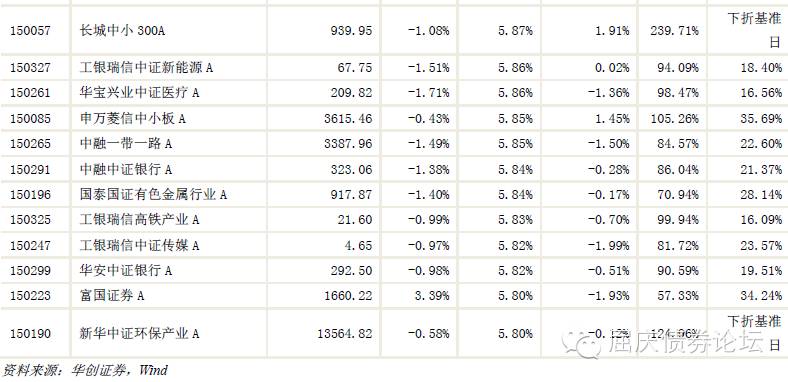 150057 长城中小 300A 939.95 -1.08% 5.87% 1.91% 239.71% 下折基准
日
150327 工银瑞信中证新能源 A 67.75 -1.51% 5.86% 0.02% 94.09% 18.40%
150261 华宝兴业中证医疗 A 209.82 -1.71% 5.86% -1.36% 98.47% 16.56%
150085 申万菱信中小板 A 3615.46 -0.43% 5.85% 1.45% 105.26% 35.69%
150265 中融一带一路 A 3387.96 -1.49% 5.85% -1.50% 84.57% 22.60%
150291 中融中证银行 A 323.06 -1.38% 5.84% -0.28% 86.04% 21.37%
150196 国泰国证有色金属行业 A 917.87 -1.40% 5.84% -0.17% 70.94% 28.14%
150325 工银瑞信高铁产业 A 21.60 -0.99% 5.83% -0.70% 99.94% 16.09%
150247 工银瑞信中证传媒 A 4.65 -0.97% 5.82% -1.99% 81.72% 23.57%
150299 华安中证银行 A 292.50 -0.98% 5.82% -0.51% 90.59% 19.51%
150223 富国证券 A 1660.22 3.39% 5.80% -1.93% 57.33% 34.24%
150190 新华中证环保产业 A 13564.82 -0.58% 5.80% 下折基准
日
屈庆债券论坛
资料来源：华创证券，Wind